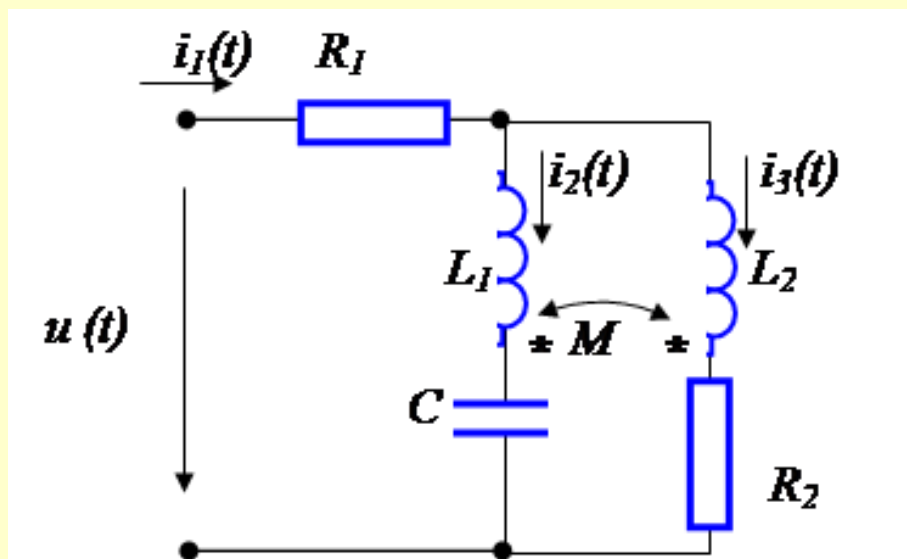 i₁(t) R₁
i₂(t) i₃(t)
L₁ L₂
u (t) * M *
C
R₂